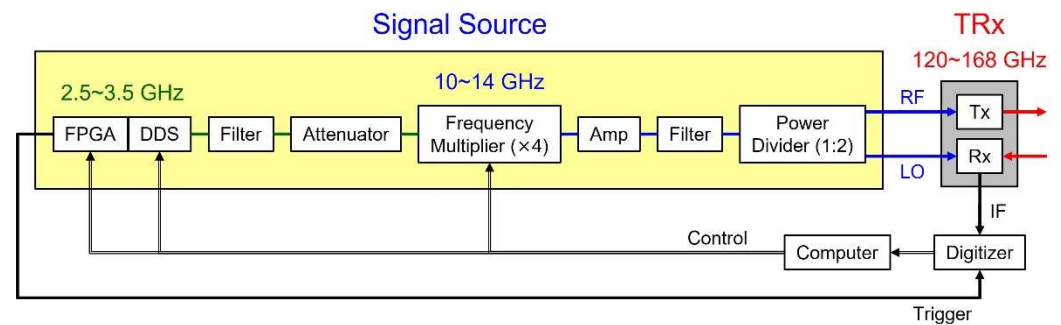 Signal Source
TRx
120~168 GHz
2.5~3.5 GHz
10~14 GHz
FPGA
DDS
Filter
Attenuator
Frequency
Multiplier (×4)
Amp
Filter
Power
Divider (1:2)
RF
LO
Tx
Rx
IF
Control
Computer
Digitizer
Trigger